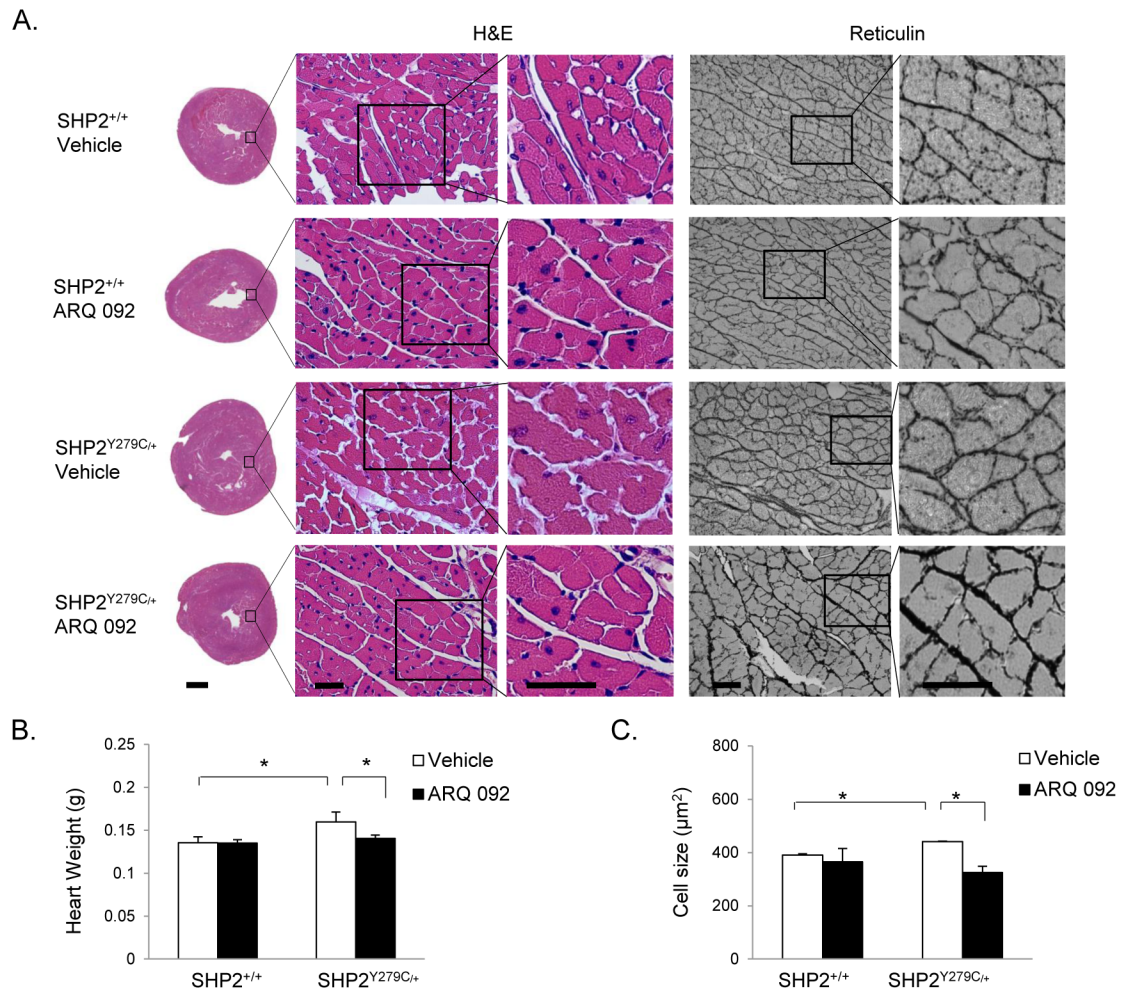 A.
H&E
Reticulin
SHP2+/+
Vehicle
SHP2+/+
ARQ 092
SHP2Y279C/+
Vehicle
SHP2Y279C/+
ARQ 092
B.
Heart Weight (g)
0.25
0.2
0.15
0.1
0.05
0
*
*
Vehicle
ARQ 092
SHP2+/+
SHP2Y279C/+
C.
Cell size (µm2)
800
600
400
200
0
*
*
Vehicle
ARQ 092
SHP2+/+
SHP2Y279C/+